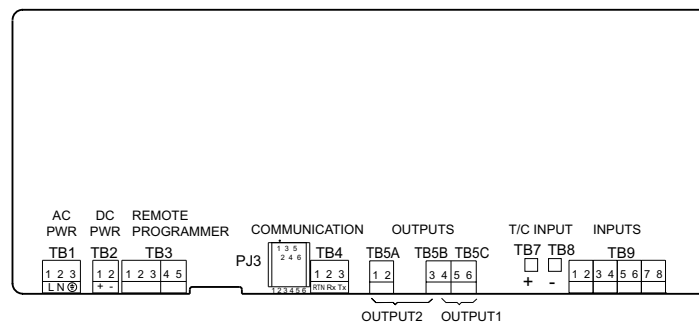 AC DC REMOTE
PWR PWR PROGRAMMER COMMUNICATION OUTPUTS T/C INPUT INPUTS
TB1 TB2 TB3 PJ3 TB4 TB5A TB5B TB5C TB7 TB8 TB9
1 3 5
2 4 6
1 2 3 1 2 1 2 3 4 5 1 2 3 1 2 3 4 5 6 1 2 3 4 5 6 7 8
L N + - 1 2 3 4 5 6 RTN Rx Tx + -
OUTPUT2 OUTPUT1